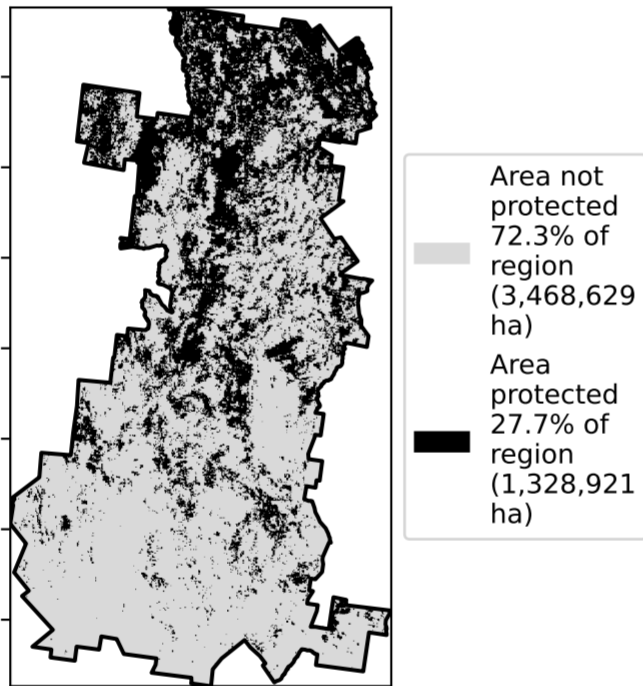 Area not
protected
72.3% of
region
(3,468,629
ha)
Area
protected
27.7% of
region
(1,328,921
ha)